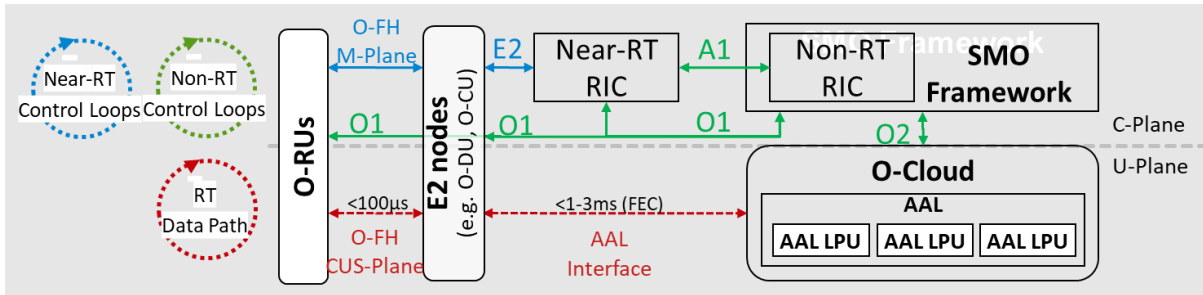 Near-RT
Control Loops
Non-RT
Control Loops
RT
Data Path
O-RUs
O-FH
M-Plane
O1
<100µs
O-FH
CUS-Plane
E2 nodes
(e.g. O-DU, O-CU)
E2
Near-RT
RIC
A1
Non-RT
RIC
SMO Framework
SMO
Framework
O1
O1
O2
C-Plane
U-Plane
<1-3ms (FEC)
AAL
Interface
O-Cloud
AAL
AAL LPU
AAL LPU
AAL LPU